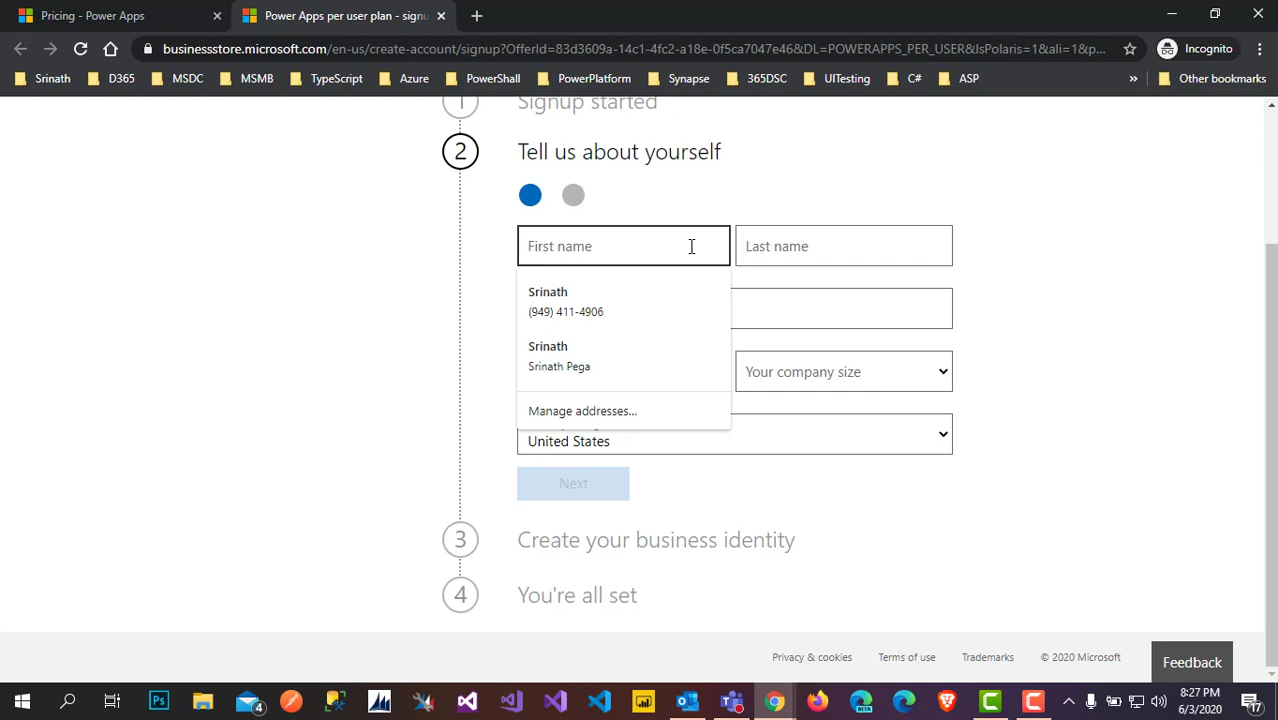 Pricing - Power Apps
Power Apps per user plan - signu
businessstore.microsoft.com/en-us/create-account/signup?OfferId=83d3609a-14c1-4fc2-a18e-0f5ca7047e46&DL=POWERAPPS_PER_USER&IsPolaris=1&ali=1&p...
Incognito
Srinath
D365
MSDC
MSMB
TypeScript
Azure
PowerShall
PowerPlatform
Synapse
365DSC
UITesting
C#
ASP
»
Other bookmarks
1
Signup started
2
Tell us about yourself
First name
Last name
Srinath
(949) 411-4906
Srinath
Srinath Pega
Manage addresses...
Your company size
United States
Next
3
Create your business identity
4
You're all set
Privacy & cookies
Terms of use
Trademarks
© 2020 Microsoft
Feedback
Ps
4
BETA
8:27 PM
6/3/2020
17